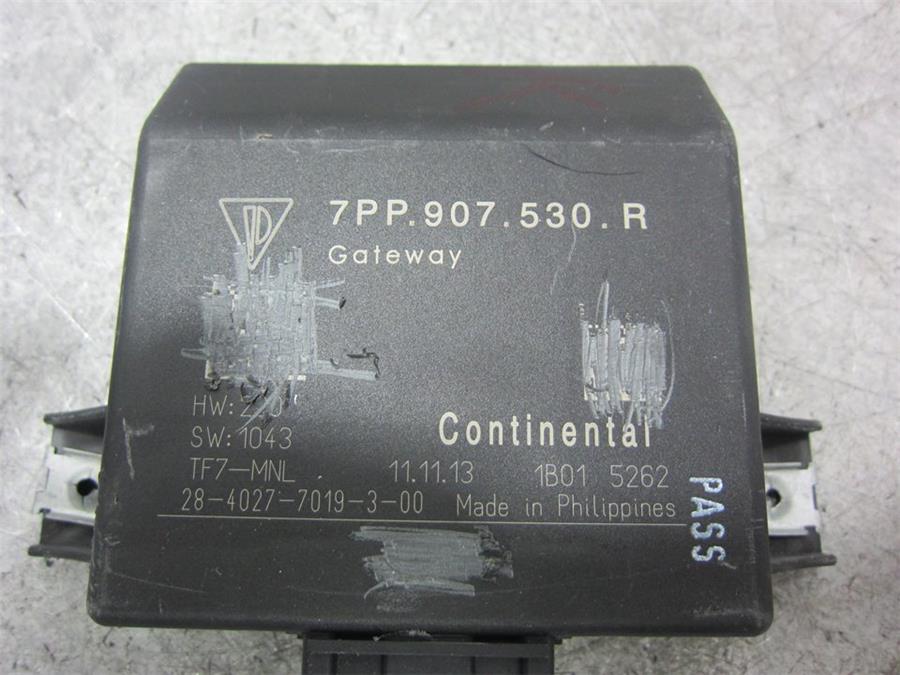 7PP.907.530.R
Gateway
SW:1043
Continental
TF7-MNL . 11.11.13 1B01 5262
28-4027-7019-3-00 Made in Philippines
PASS